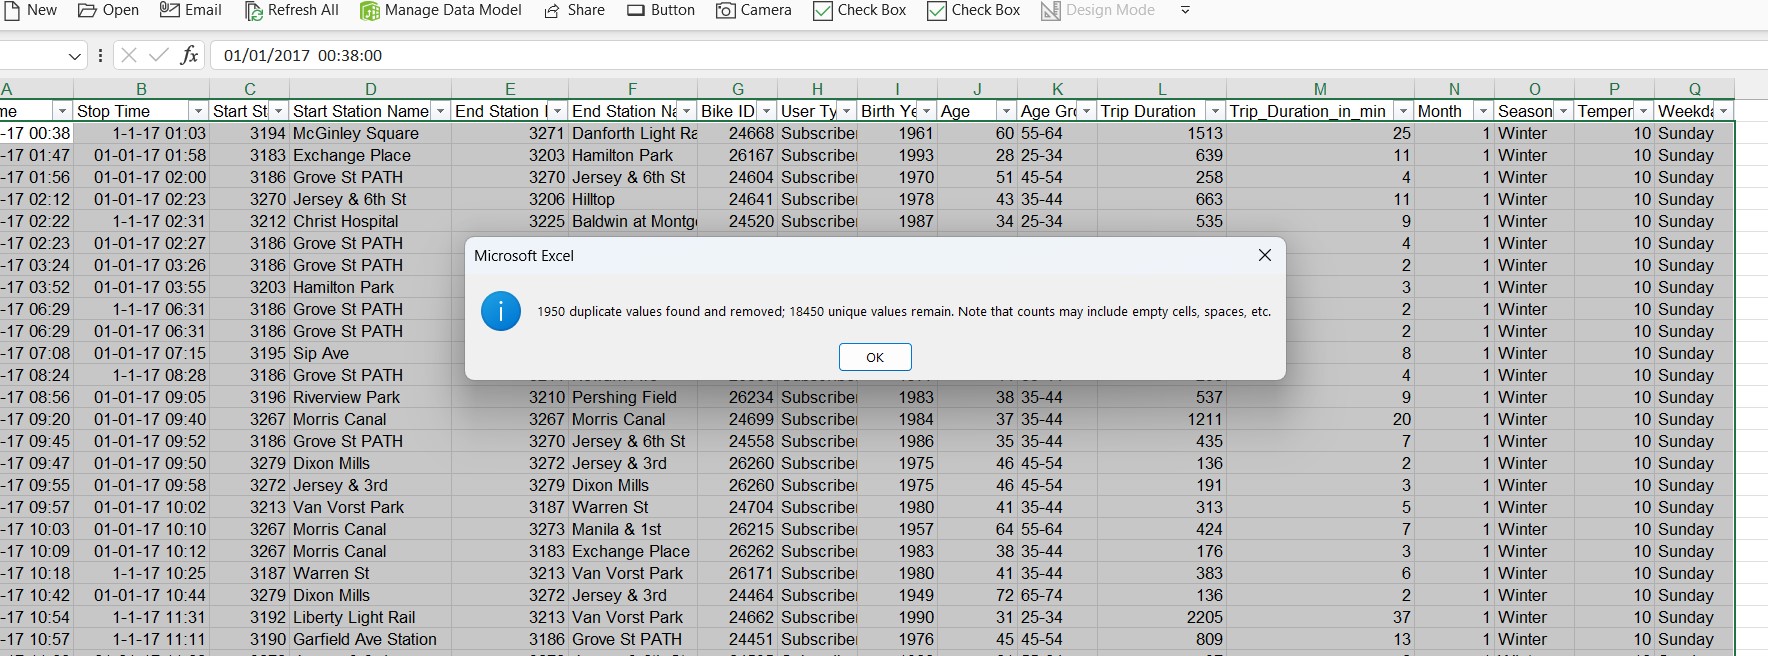 New Open Email Refresh All Manage Data Model Share Button Camera Check Box Check Box Design Mode
fx 01/01/2017 00:38:00
A B C D E F G H I J K L M N O P Q
me Stop Time Start St Start Station Name End Station I End Station Na Bike ID User Ty Birth Ye Age Age Gro Trip Duration Trip_Duration_in_min Month Season Temper Weekda
-17 00:38 1-1-17 01:03 3194 McGinley Square 3271 Danforth Light Ra 24668 Subscriber 1961 60 55-64 1513 25 1 Winter 10 Sunday
-17 01:47 01-01-17 01:58 3183 Exchange Place 3203 Hamilton Park 26167 Subscriber 1993 28 25-34 639 11 1 Winter 10 Sunday
-17 01:56 01-01-17 02:00 3186 Grove St PATH 3270 Jersey & 6th St 24604 Subscriber 1970 51 45-54 258 4 1 Winter 10 Sunday
-17 02:12 01-01-17 02:23 3270 Jersey & 6th St 3206 Hilltop 24641 Subscriber 1978 43 35-44 663 11 1 Winter 10 Sunday
-17 02:22 1-1-17 02:31 3212 Christ Hospital 3225 Baldwin at Montgo 24520 Subscriber 1987 34 25-34 535 9 1 Winter 10 Sunday
-17 02:23 01-01-17 02:27 3186 Grove St PATH 4 1 Winter 10 Sunday
-17 03:24 01-01-17 03:26 3186 Grove St PATH 2 1 Winter 10 Sunday
-17 03:52 01-01-17 03:55 3203 Hamilton Park 3 1 Winter 10 Sunday
-17 06:29 1-1-17 06:31 3186 Grove St PATH 2 1 Winter 10 Sunday
-17 06:29 01-01-17 06:31 3186 Grove St PATH 2 1 Winter 10 Sunday
-17 07:08 01-01-17 07:15 3195 Sip Ave 8 1 Winter 10 Sunday
-17 08:24 1-1-17 08:28 3186 Grove St PATH 4 1 Winter 10 Sunday
Microsoft Excel
1950 duplicate values found and removed; 18450 unique values remain. Note that counts may include empty cells, spaces, etc.
OK
-17 08:56 01-01-17 09:05 3196 Riverview Park 3210 Pershing Field 26234 Subscriber 1983 38 35-44 537 9 1 Winter 10 Sunday
-17 09:20 01-01-17 09:40 3267 Morris Canal 3267 Morris Canal 24699 Subscriber 1984 37 35-44 1211 20 1 Winter 10 Sunday
-17 09:45 01-01-17 09:52 3186 Grove St PATH 3270 Jersey & 6th St 24558 Subscriber 1986 35 35-44 435 7 1 Winter 10 Sunday
-17 09:47 01-01-17 09:50 3279 Dixon Mills 3272 Jersey & 3rd 26260 Subscriber 1975 46 45-54 136 2 1 Winter 10 Sunday
-17 09:55 01-01-17 09:58 3272 Jersey & 3rd 3279 Dixon Mills 26260 Subscriber 1975 46 45-54 191 3 1 Winter 10 Sunday
-17 09:57 01-01-17 10:02 3213 Van Vorst Park 3187 Warren St 24704 Subscriber 1980 41 35-44 313 5 1 Winter 10 Sunday
-17 10:03 01-01-17 10:10 3267 Morris Canal 3273 Manila & 1st 26215 Subscriber 1957 64 55-64 424 7 1 Winter 10 Sunday
-17 10:09 01-01-17 10:12 3267 Morris Canal 3183 Exchange Place 26262 Subscriber 1983 38 35-44 176 3 1 Winter 10 Sunday
-17 10:18 1-1-17 10:25 3187 Warren St 3213 Van Vorst Park 26171 Subscriber 1980 41 35-44 383 6 1 Winter 10 Sunday
-17 10:42 01-01-17 10:44 3279 Dixon Mills 3272 Jersey & 3rd 24464 Subscriber 1949 72 65-74 136 2 1 Winter 10 Sunday
-17 10:54 1-1-17 11:31 3192 Liberty Light Rail 3213 Van Vorst Park 24662 Subscriber 1990 31 25-34 2205 37 1 Winter 10 Sunday
-17 10:57 1-1-17 11:11 3190 Garfield Ave Station 3186 Grove St PATH 24451 Subscriber 1976 45 45-54 809 13 1 Winter 10 Sunday